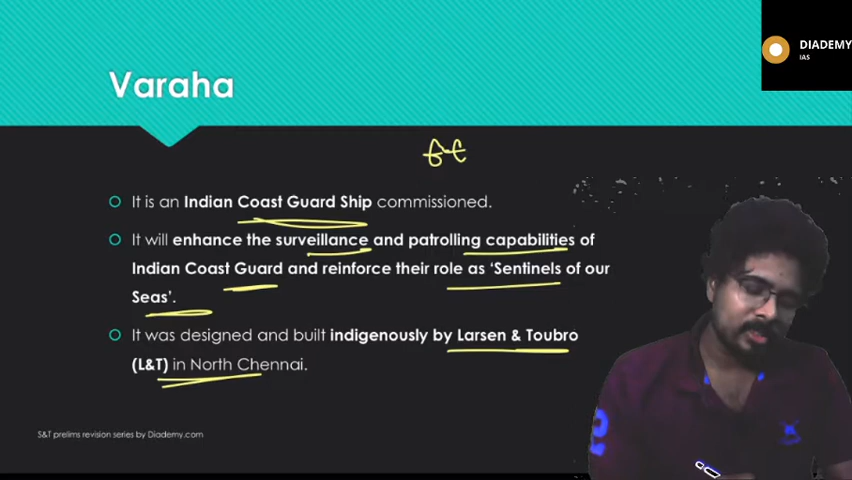 DIADEMY
IAS
Varaha
It is an Indian Coast Guard Ship commissioned.
It will enhance the surveillance and patrolling capabilities of
Indian Coast Guard and reinforce their role as ‘Sentinels of our
Seas’.
It was designed and built indigenously by Larsen & Toubro
(L&T) in North Chennai.
S&T prelims revision series by Diademy.com